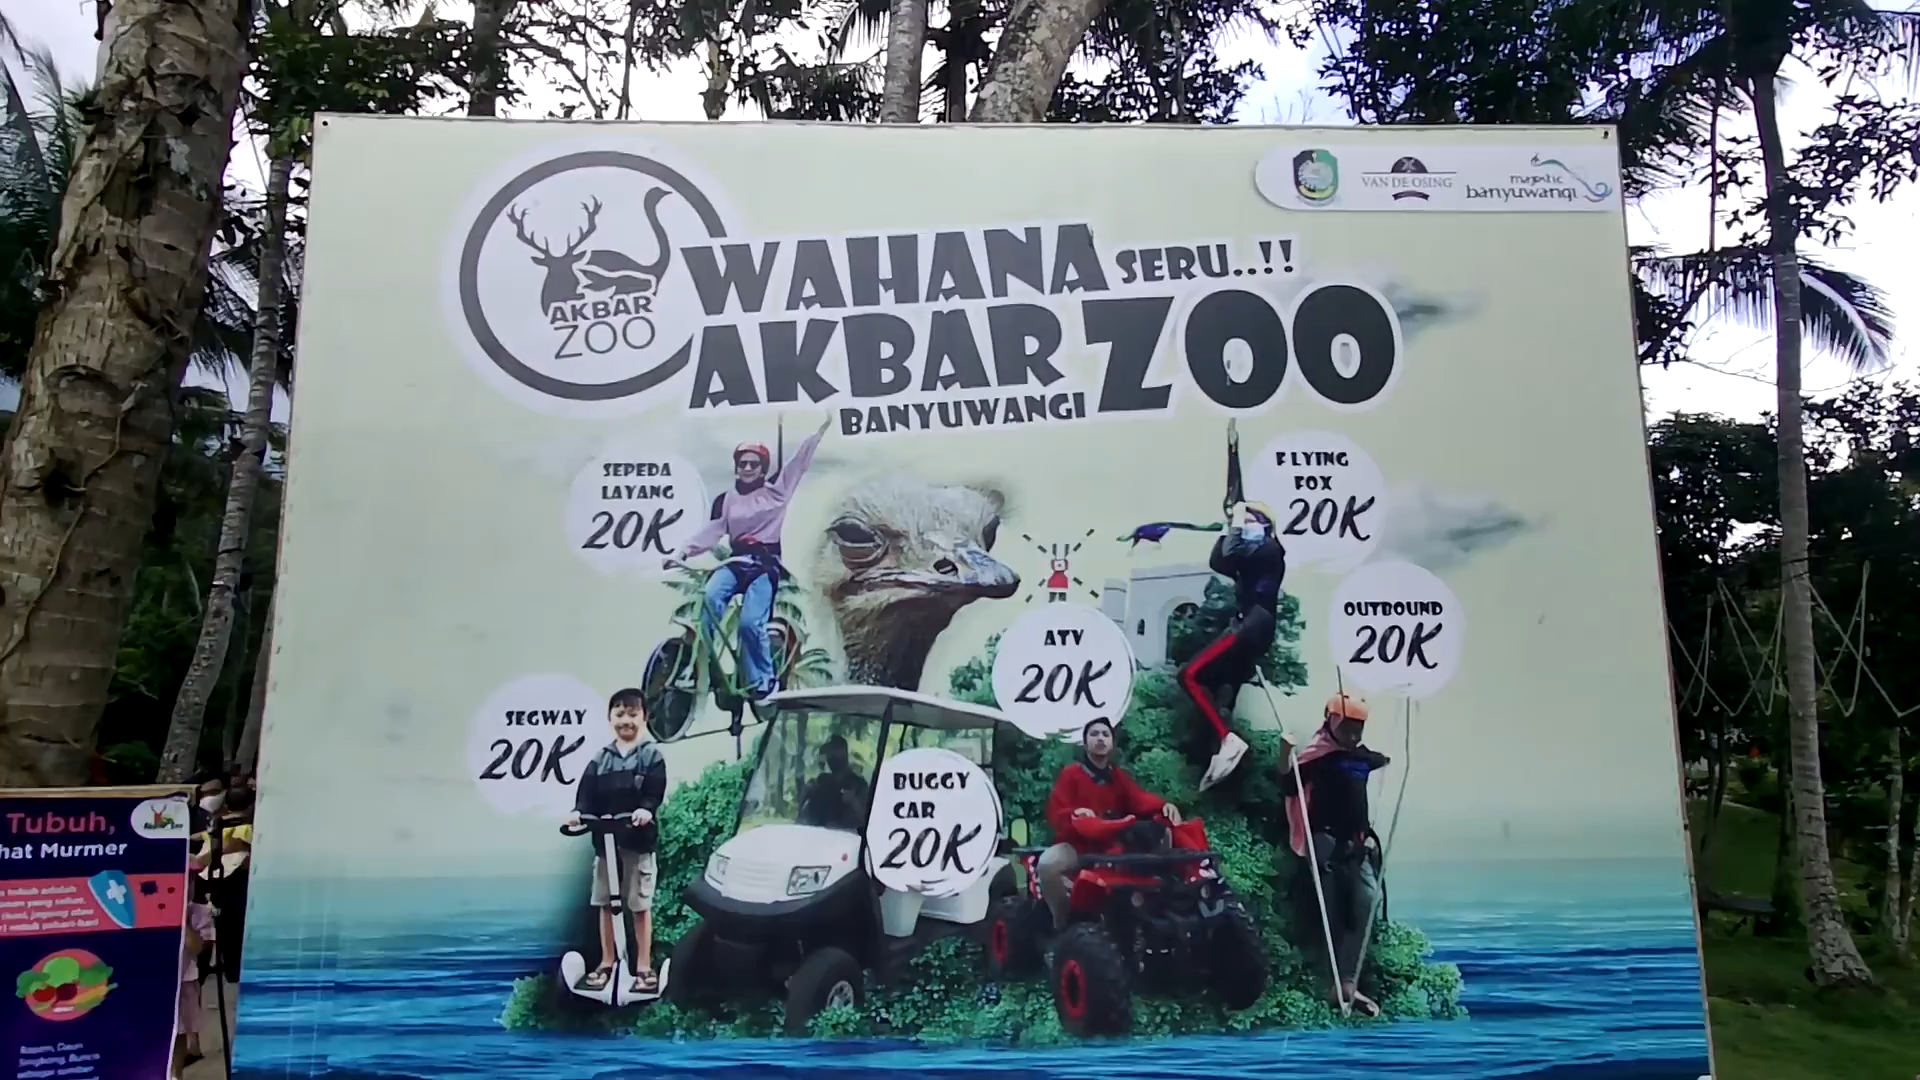 AKBAR
ZOO
WAHANA SERU..!!
AKBAR ZOO
BANYUWANGI
VAN DE OSING
majestic
banyuwangi
SEPEDA
LAYANG
20K
FLYING
FOX
20K
ATV
20K
OUTBOUND
20K
SEGWAY
20K
BUGGY
CAR
20K
Tubuh,
hat Murmer